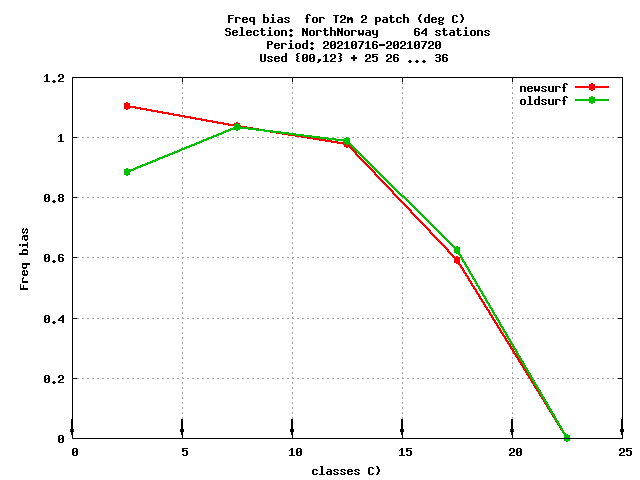 Freq bias  for T2m 2 patch (deg C)
Selection: NorthNorway     64 stations
Period: 20210716-20210720
Used {00,12} + 25 26 ... 36
newsurf
oldsurf
1.2
1
0.8
0.6
0.4
0.2
0
Freq bias
0 5 10 15 20 25
classes C)